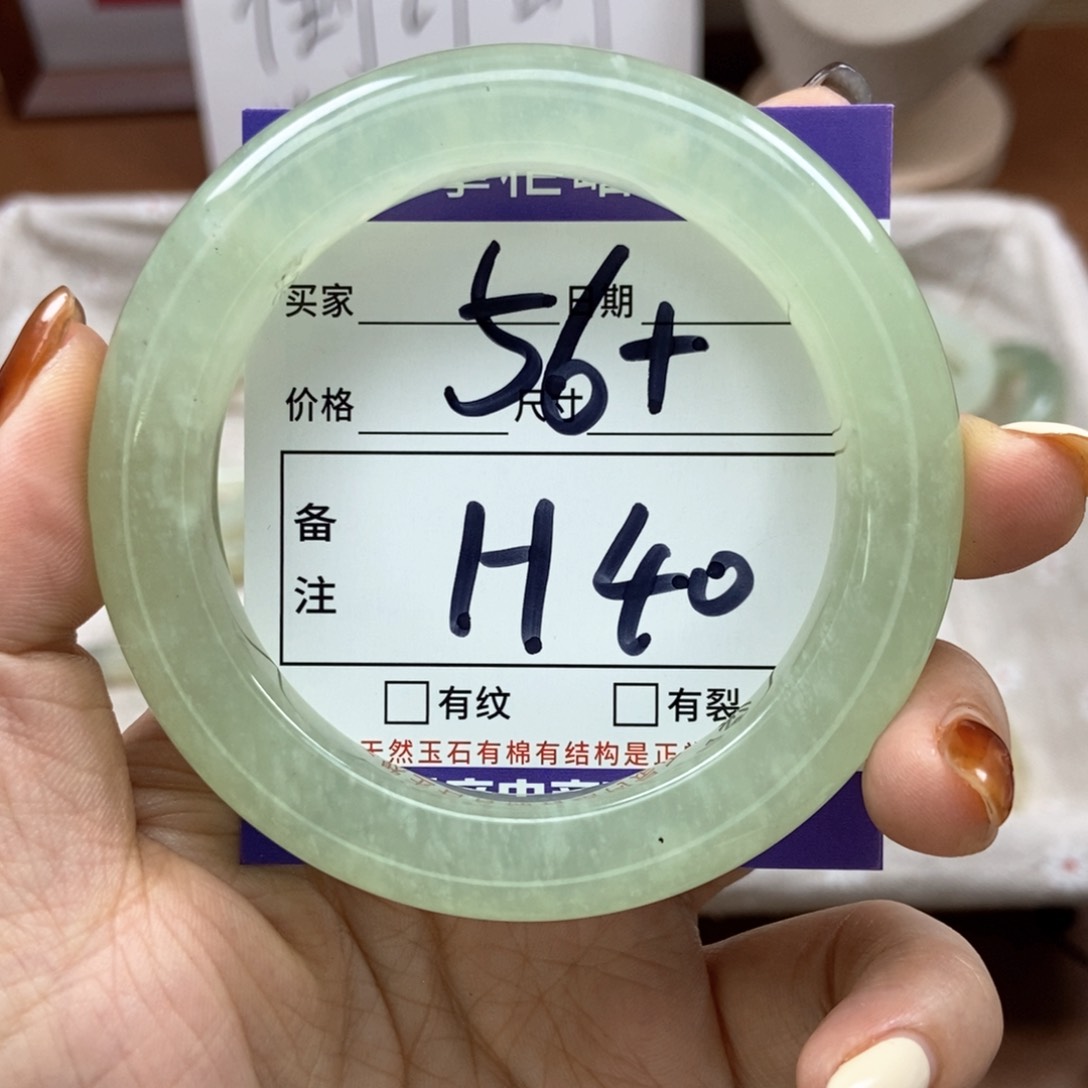 买家 日期
56+
价格 尺寸
备注
H40
有纹 有裂
天然玉石有棉有结构是正